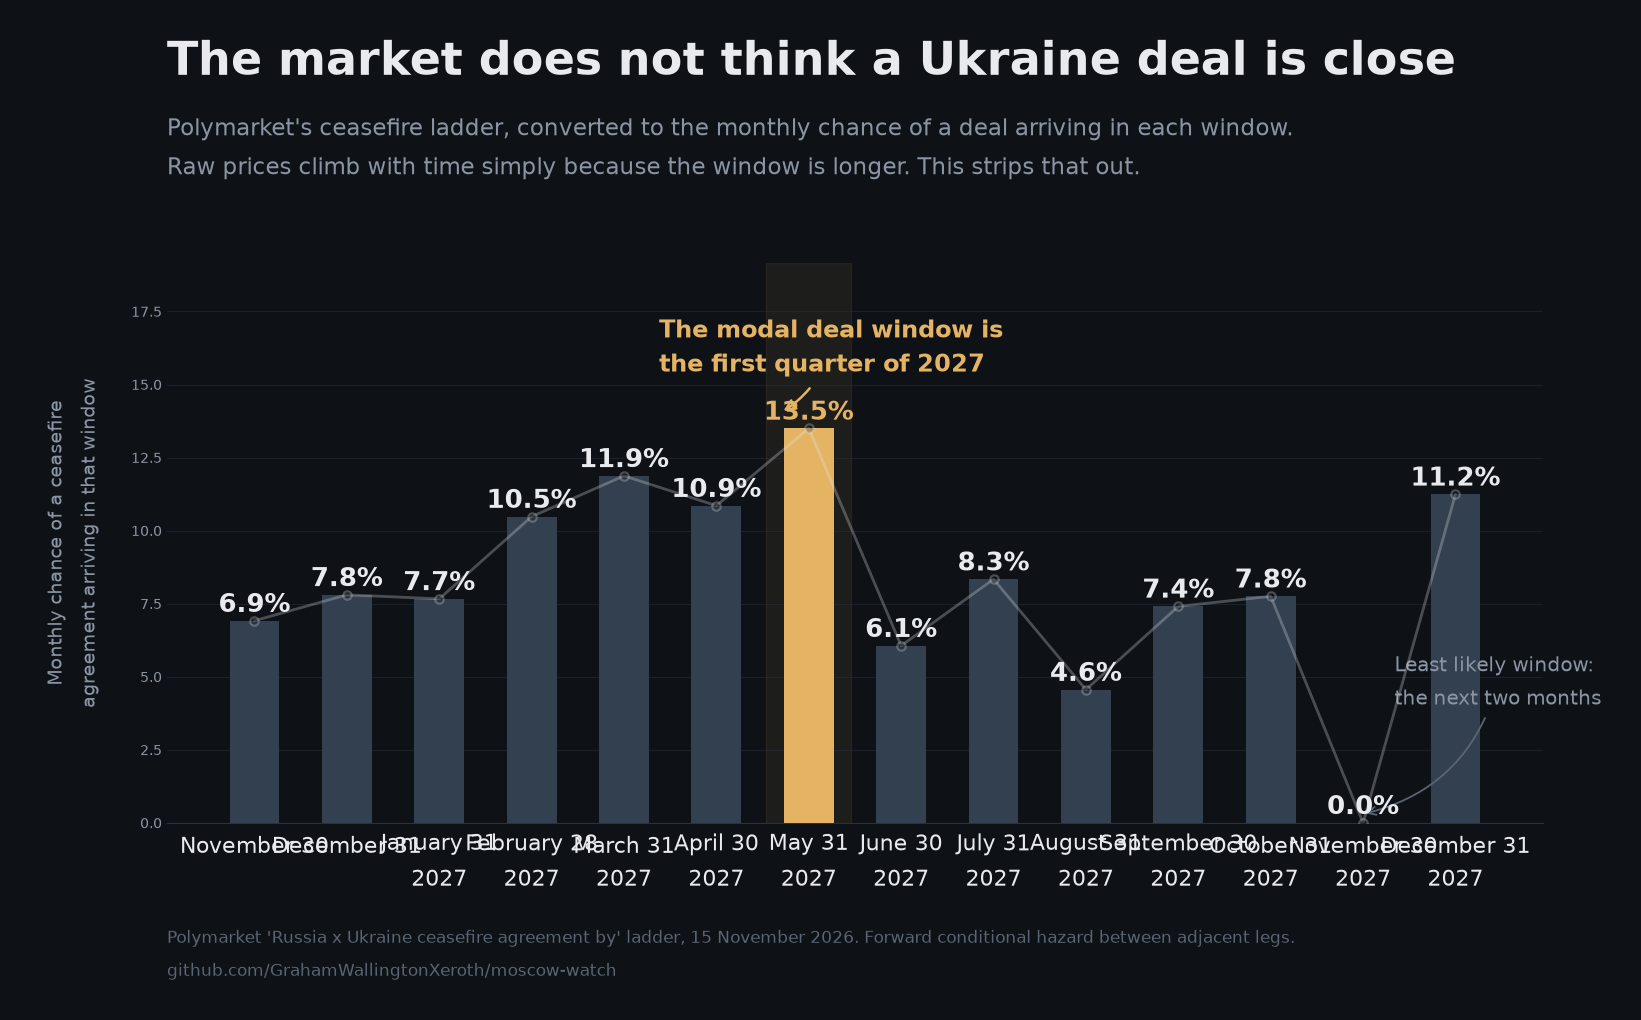 The market does not think a Ukraine deal is close
Polymarket's ceasefire ladder, converted to the monthly chance of a deal arriving in each window.
Raw prices climb with time simply because the window is longer. This strips that out.
Monthly chance of a ceasefire
agreement arriving in that window
17.5
15.0
12.5
10.0
7.5
5.0
2.5
0.0
The modal deal window is
the first quarter of 2027
6.9%
7.8%
7.7%
10.5%
11.9%
10.9%
13.5%
6.1%
8.3%
4.6%
7.4%
7.8%
0.0%
11.2%
Least likely window:
the next two months
November 30
December 31
January 31
2027
February 28
2027
March 31
2027
April 30
2027
May 31
2027
June 30
2027
July 31
2027
August 31
2027
September 30
2027
October 31
2027
November 30
2027
December 31
2027
Polymarket 'Russia x Ukraine ceasefire agreement by' ladder, 15 November 2026. Forward conditional hazard between adjacent legs.
github.com/GrahamWallingtonXeroth/moscow-watch